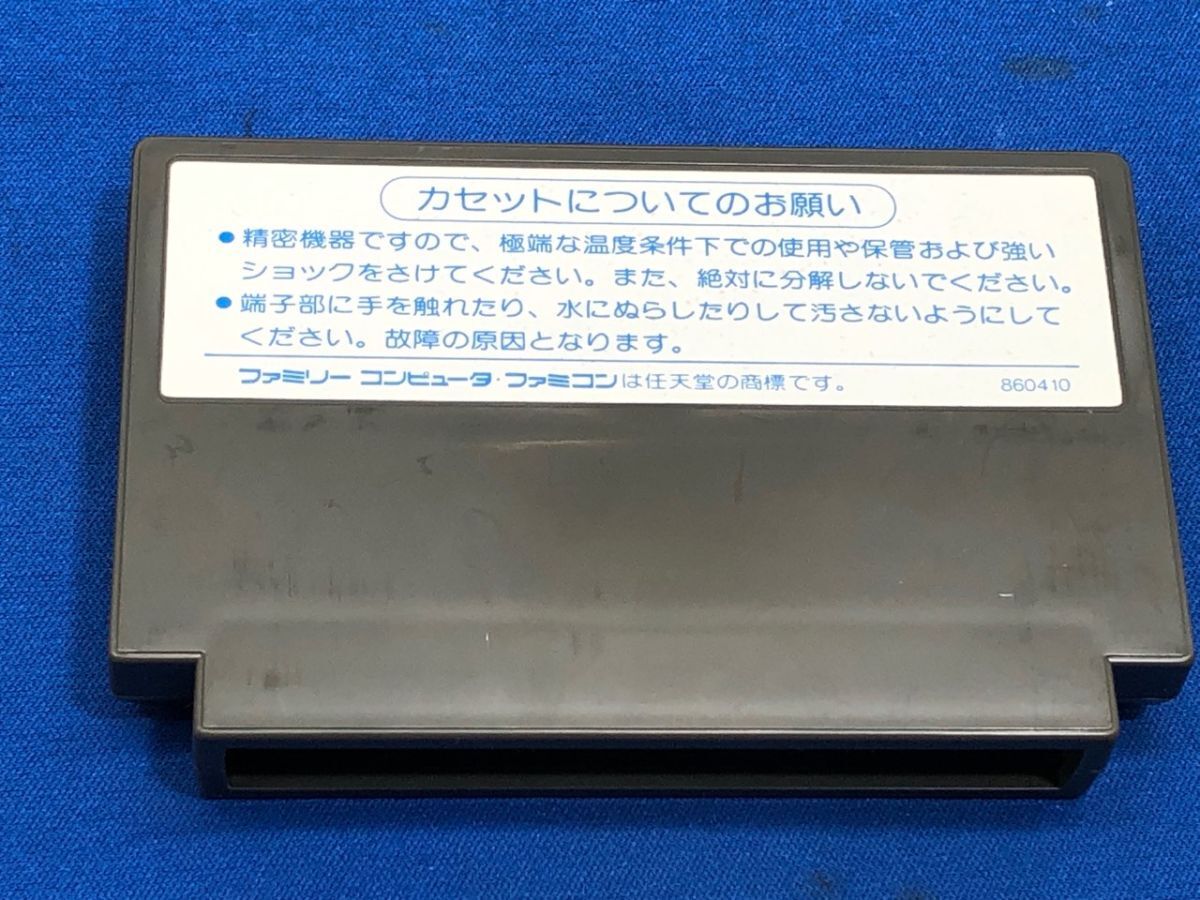 カセットについてのお願い
●精密機器ですので、極端な温度条件下での使用や保管および強い
ショックをさけてください。また、絶対に分解しないでください。
●端子部に手を触れたり、水にぬらしたりして汚さないようにして
ください。故障の原因となります。
ファミリー コンピュータ・ファミコンは任天堂の商標です。 860410